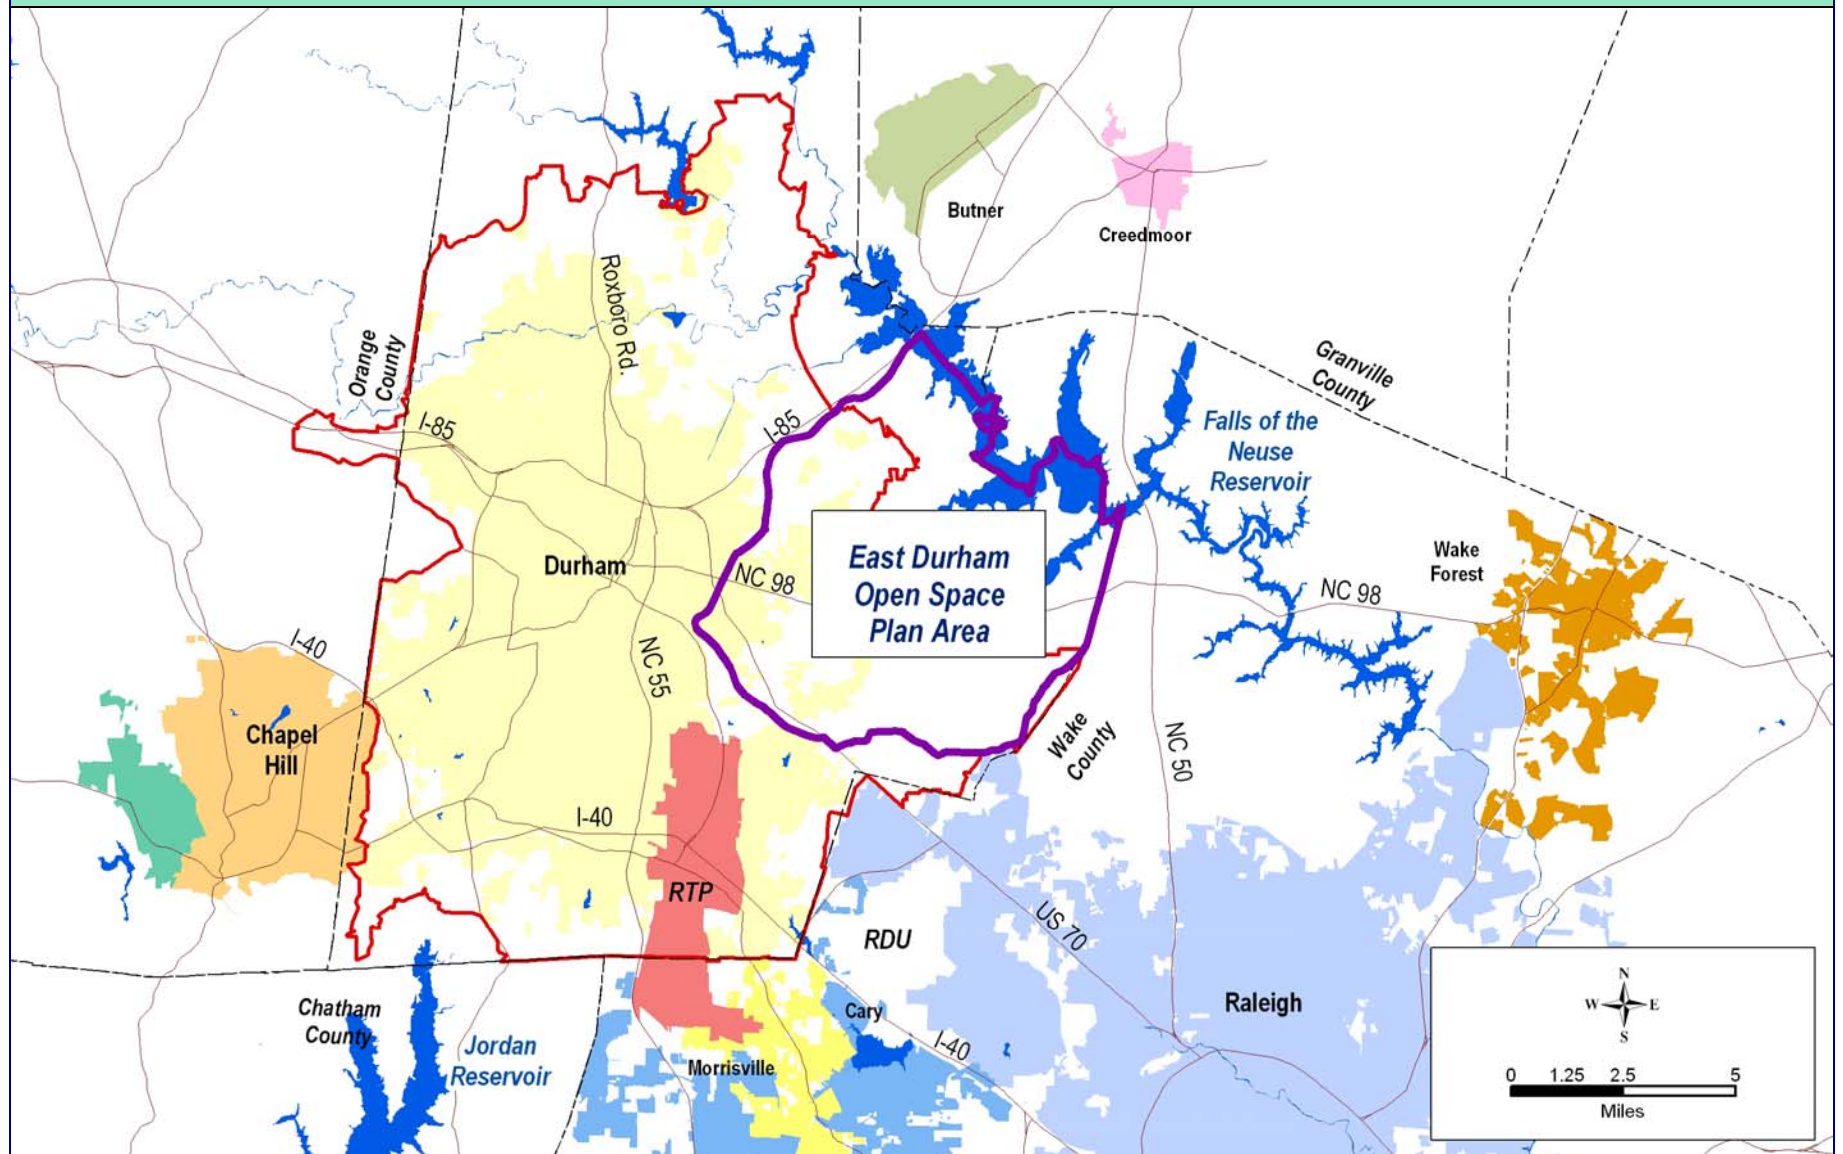 Butner
Creedmoor
Roxboro Rd.
Orange
County
Granville
County
I-85
I-85
Falls of the
Neuse
Reservoir
East Durham
Open Space
Plan Area
Durham
NC 98
NC 98
Wake
Forest
I-40
NC 55
Chapel
Hill
Wake
County
NC 50
I-40
RTP
RDU
US 70
Raleigh
Chatham
County
Jordan
Reservoir
Cary
I-40
Morrisville
N
W E
S
0 1.25 2.5 5
Miles